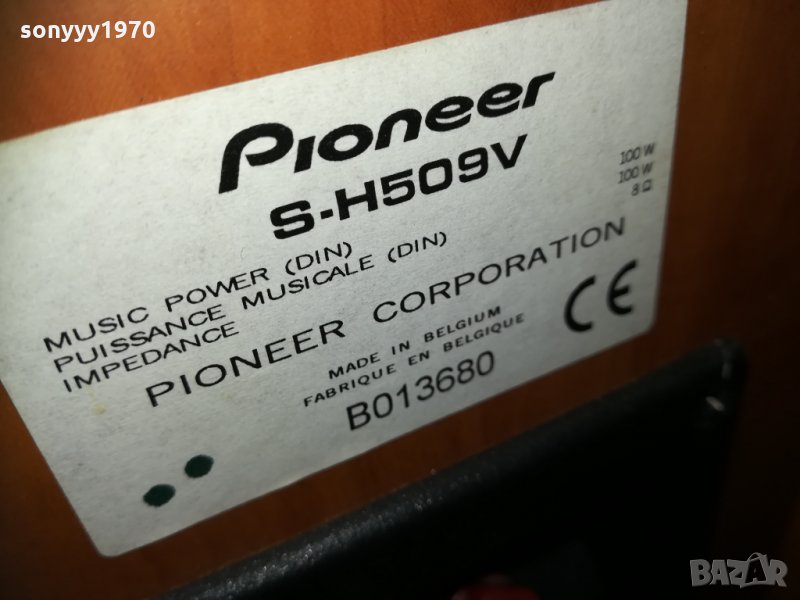 sonyyy1970
Pioneer
S-H509V
MUSIC POWER (DIN) 100 W
PUISSANCE MUSICALE (DIN) 100 W
IMPEDANCE 8 Ω
PIONEER CORPORATION
MADE IN BELGIUM
FABRIQUE EN BELGIQUE
CE
B013680
BAZAR